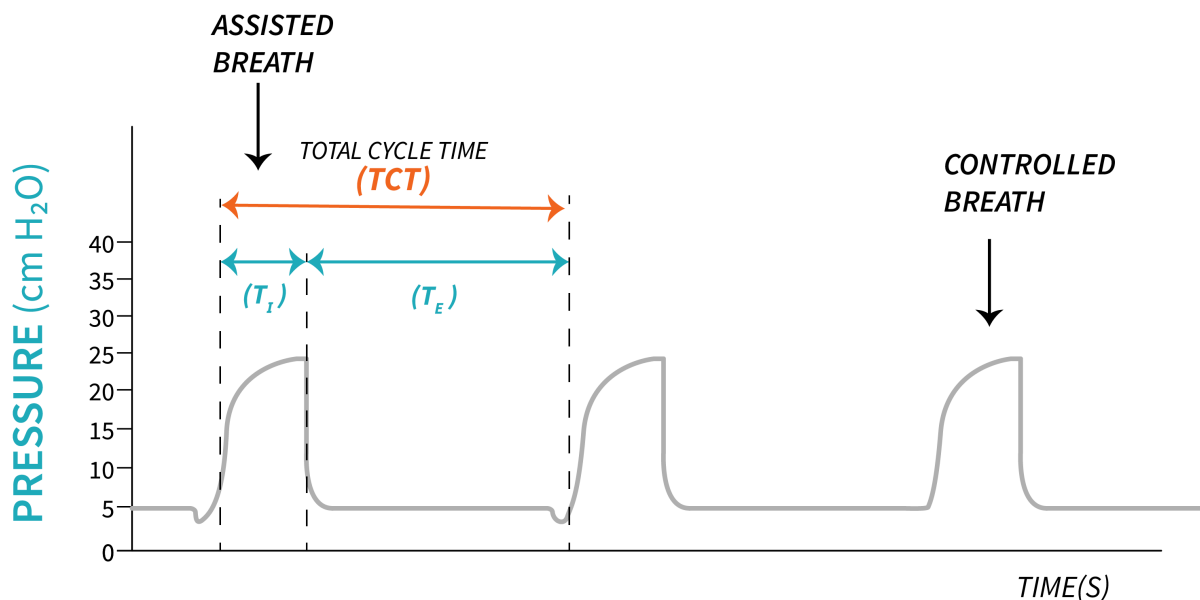 ASSISTED
BREATH
TOTAL CYCLE TIME
(TCT)
CONTROLLED
BREATH
PRESSURE (cm H₂O)
40
35
30
25
20
15
10
5
0
(T_I)
(T_E)
TIME(S)